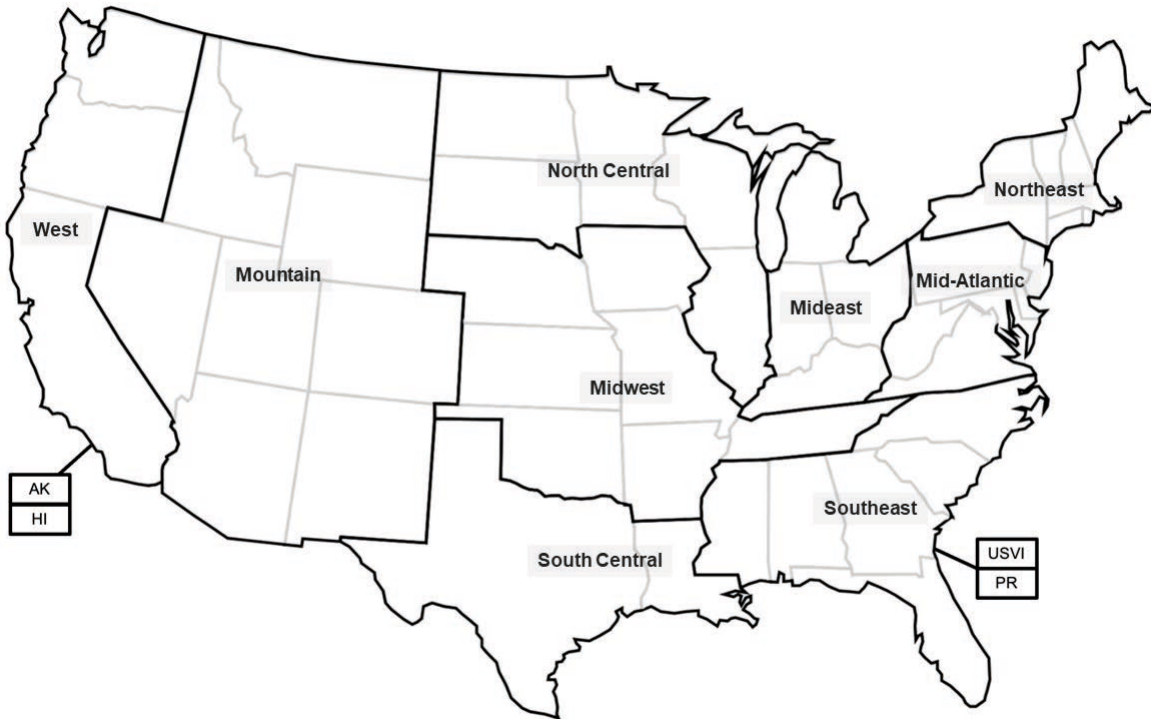 North Central
Northeast
West
Mountain
Mid-Atlantic
Mideast
Midwest
AK
HI
Southeast
South Central
USVI
PR